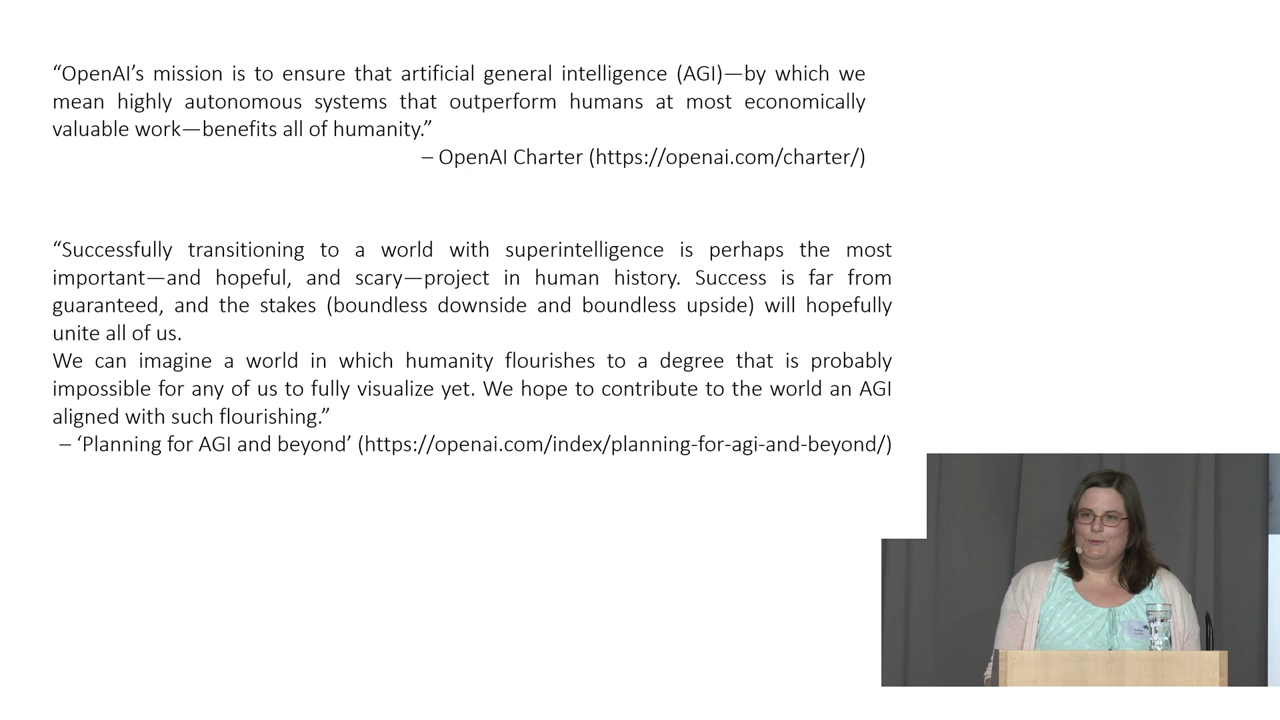 “OpenAI’s mission is to ensure that artificial general intelligence (AGI)—by which we
mean highly autonomous systems that outperform humans at most economically
valuable work—benefits all of humanity.”
– OpenAI Charter (https://openai.com/charter/)
“Successfully transitioning to a world with superintelligence is perhaps the most
important—and hopeful, and scary—project in human history. Success is far from
guaranteed, and the stakes (boundless downside and boundless upside) will hopefully
unite all of us.
We can imagine a world in which humanity flourishes to a degree that is probably
impossible for any of us to fully visualize yet. We hope to contribute to the world an AGI
aligned with such flourishing.”
– ‘Planning for AGI and beyond’ (https://openai.com/index/planning-for-agi-and-beyond/)